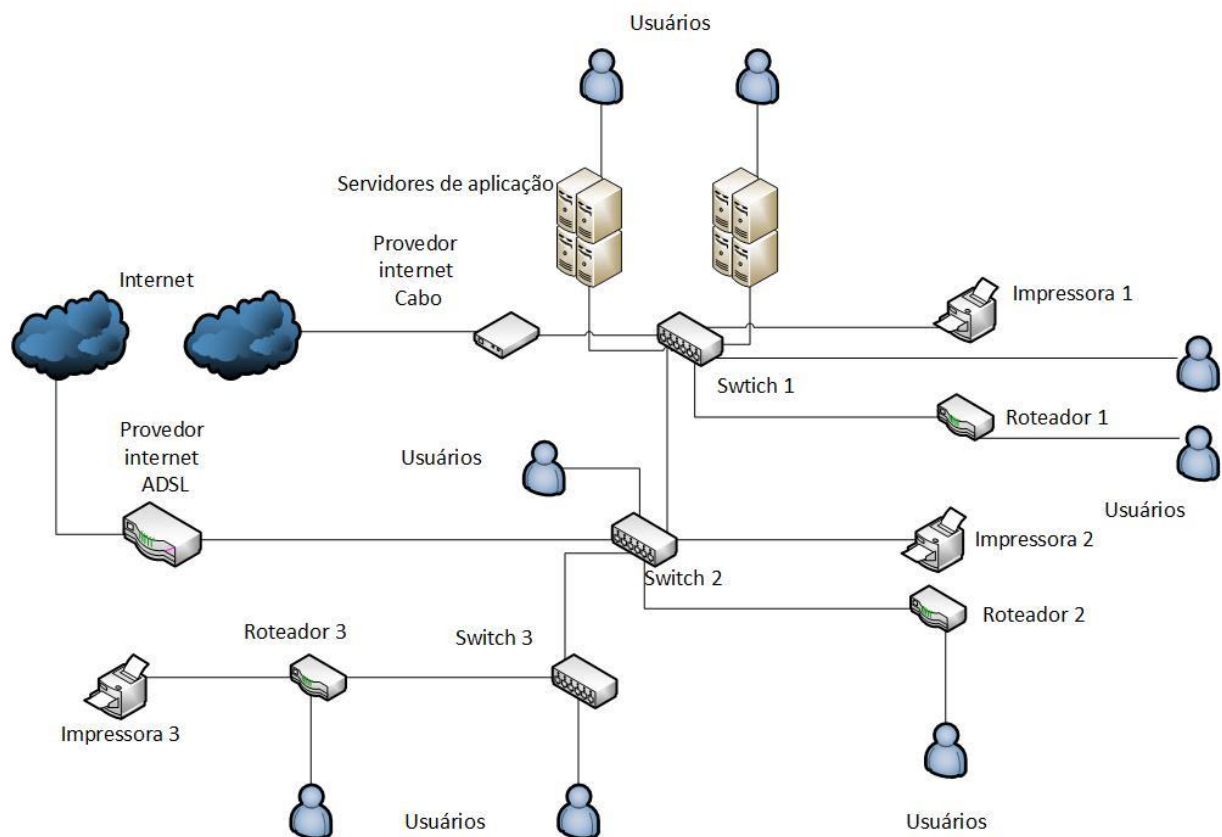 Usuários
Servidores de aplicação
Provedor
internet
Cabo
Internet
Impressora 1
Swtich 1
Roteador 1
Provedor
internet
ADSL
Usuários
Usuários
Impressora 2
Switch 2
Roteador 2
Roteador 3
Switch 3
Impressora 3
Usuários
Usuários